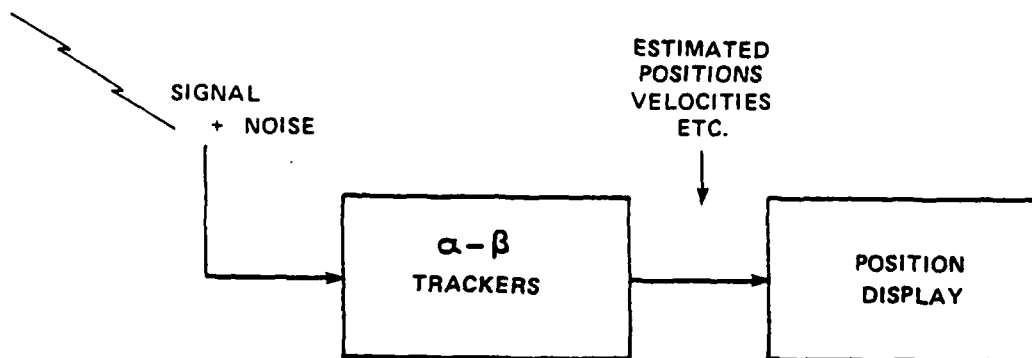 SIGNAL
+ NOISE
ESTIMATED
POSITIONS
VELOCITIES
ETC.
α-β
TRACKERS
POSITION
DISPLAY